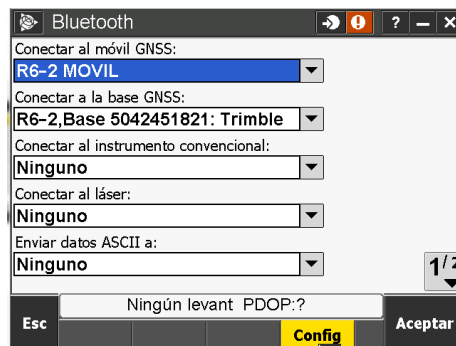 Bluetooth
? – X
Conectar al móvil GNSS:
R6-2 MOVIL
Conectar a la base GNSS:
R6-2,Base 5042451821: Trimble
Conectar al instrumento convencional:
Ninguno
Conectar al láser:
Ninguno
Enviar datos ASCII a:
Ninguno
1/2
Ningún levant PDOP:?
Esc
Config
Aceptar